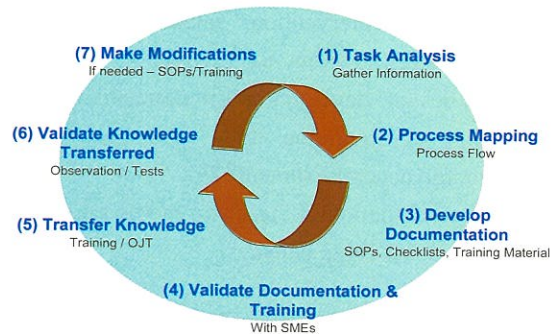 (7) Make Modifications
If needed – SOPs/Training
(1) Task Analysis
Gather Information
(6) Validate Knowledge
Transferred
Observation / Tests
(2) Process Mapping
Process Flow
(5) Transfer Knowledge
Training / OJT
(3) Develop
Documentation
SOPs, Checklists, Training Material
(4) Validate Documentation &
Training
With SMEs